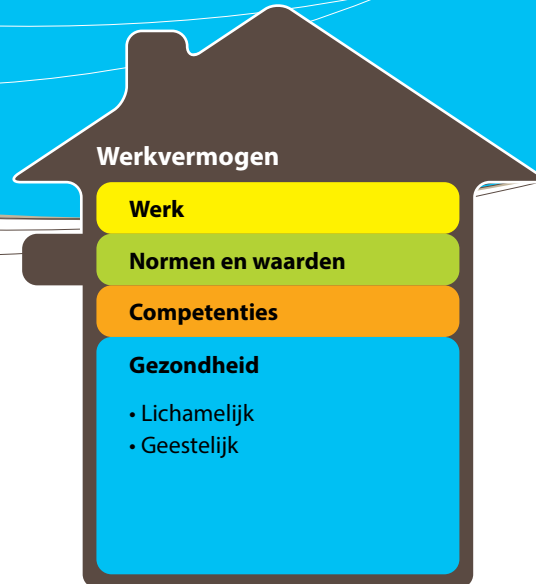 Werkvermogen
Werk
Normen en waarden
Competenties
Gezondheid
• Lichamelijk
• Geestelijk